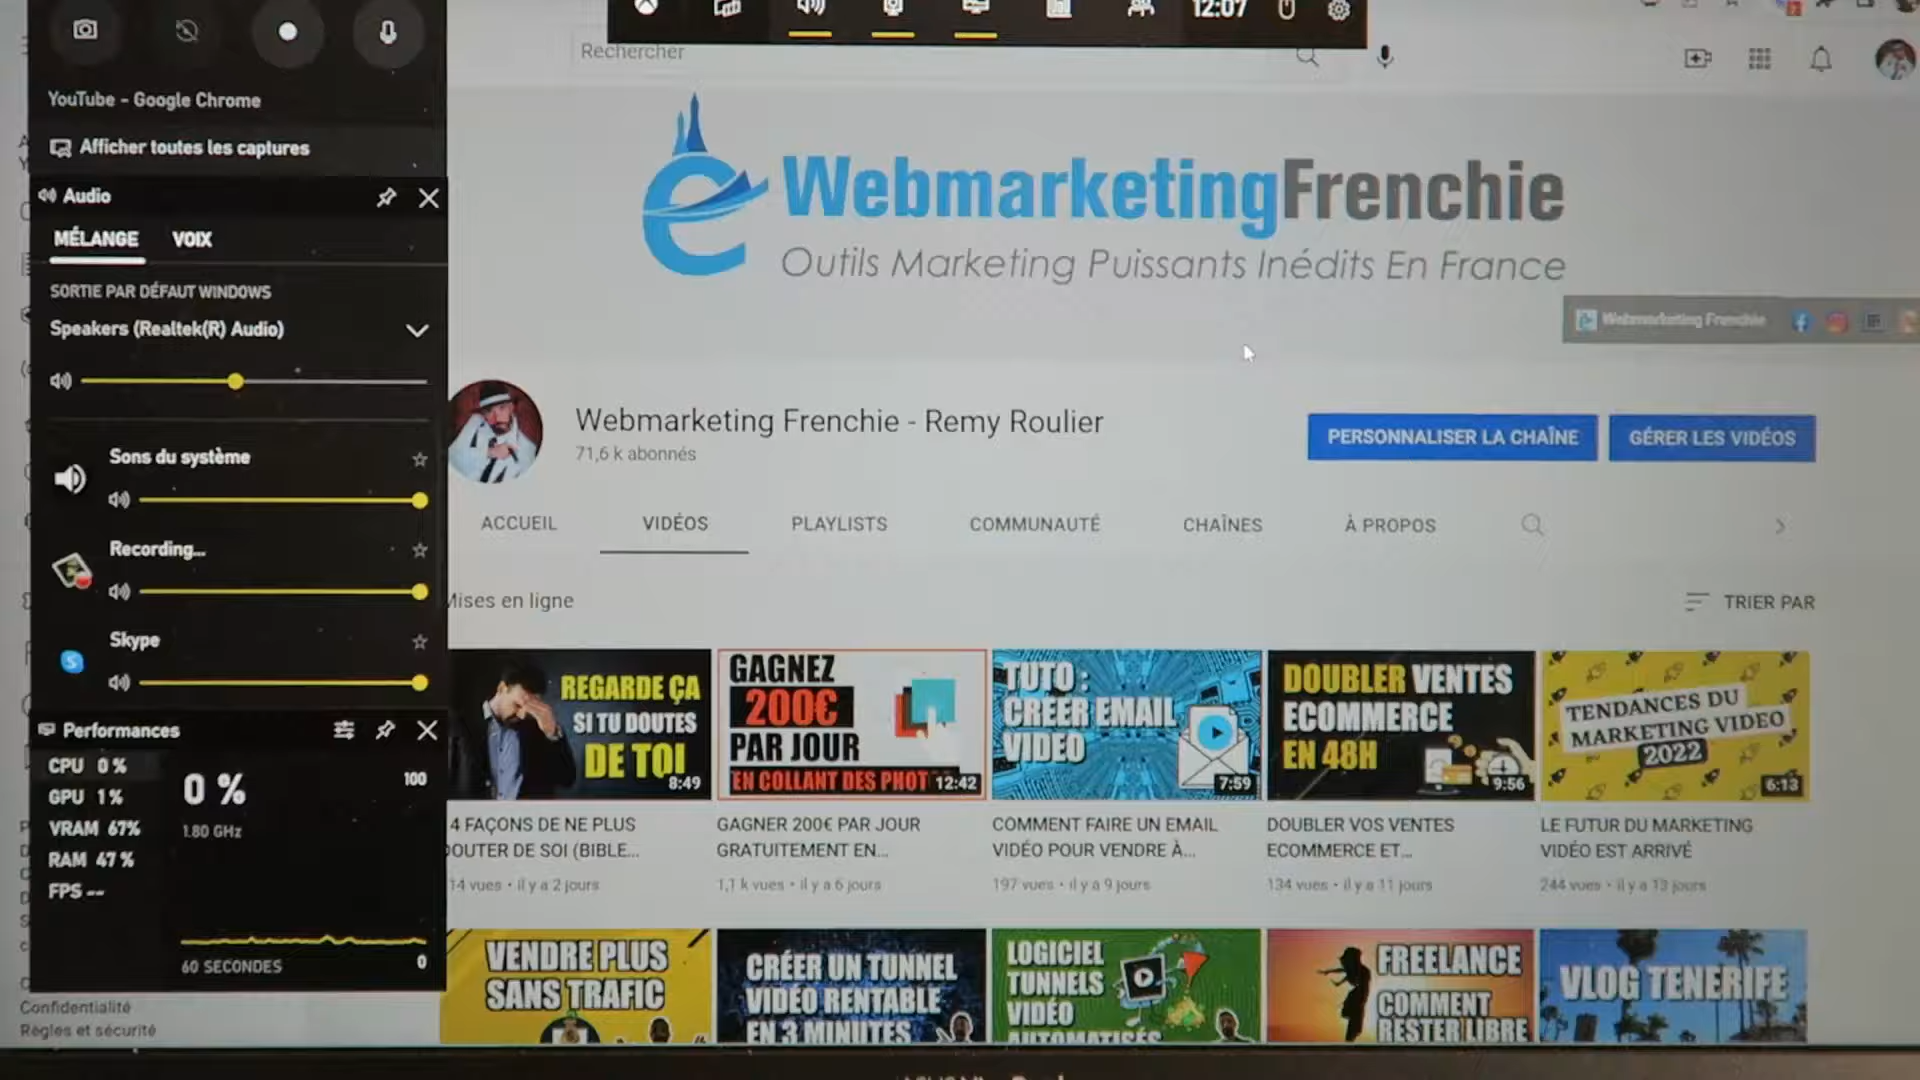 12:07
Rechercher
YouTube - Google Chrome
Afficher toutes les captures
Audio
MÉLANGE VOIX
SORTIE PAR DÉFAUT WINDOWS
Speakers (Realtek(R) Audio)
Sons du système
Recording...
Skype
Performances
CPU 0 %
GPU 1 %
VRAM 67%
RAM 47 %
FPS --
0 %
1.80 GHz
100
60 SECONDES
0
Confidentialité
Règles et sécurité
WebmarketingFrenchie
Outils Marketing Puissants Inédits En France
Webmarketing Frenchie
Webmarketing Frenchie - Remy Roulier
71,6 k abonnés
PERSONNALISER LA CHAÎNE
GÉRER LES VIDÉOS
ACCUEIL VIDÉOS PLAYLISTS COMMUNAUTÉ CHAÎNES À PROPOS
Mises en ligne
TRIER PAR
REGARDE ÇA
SI TU DOUTES
DE TOI
8:49
GAGNEZ
200€
PAR JOUR
EN COLLANT DES PHOT
12:42
TUTO :
CREER EMAIL
VIDEO
7:59
DOUBLER VENTES
ECOMMERCE
EN 48H
9:56
TENDANCES DU
MARKETING VIDEO
2022
6:13
4 FAÇONS DE NE PLUS
DOUTER DE SOI (BIBLE...
14 vues • il y a 2 jours
GAGNER 200€ PAR JOUR
GRATUITEMENT EN...
1,1 k vues • il y a 6 jours
COMMENT FAIRE UN EMAIL
VIDÉO POUR VENDRE À...
197 vues • il y a 9 jours
DOUBLER VOS VENTES
ECOMMERCE ET...
134 vues • il y a 11 jours
LE FUTUR DU MARKETING
VIDÉO EST ARRIVÉ
244 vues • il y a 13 jours
VENDRE PLUS
SANS TRAFIC
CRÉER UN TUNNEL
VIDÉO RENTABLE
EN 3 MINUTES
LOGICIEL
TUNNELS
VIDÉO
AUTOMATISÉS
FREELANCE
COMMENT
RESTER LIBRE
VLOG TENERIFE